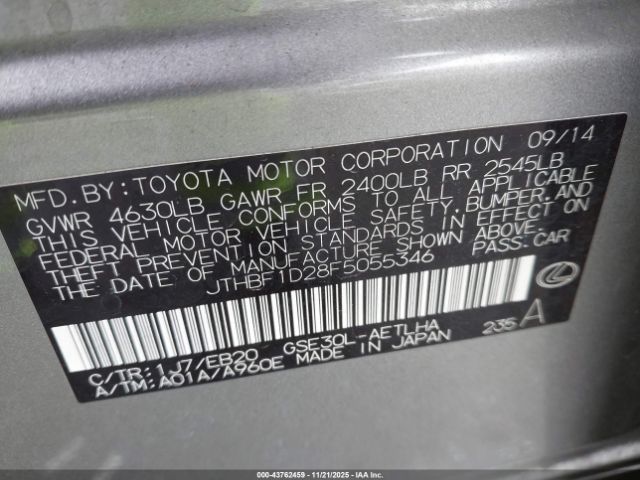 MFD. BY: TOYOTA MOTOR CORPORATION 09/14
GVWR 4630LB GAWR FR 2400LB RR 2545LB
THIS VEHICLE CONFORMS TO ALL APPLICABLE
FEDERAL MOTOR VEHICLE SAFETY, BUMPER, AND
THEFT PREVENTION STANDARDS IN EFFECT ON
THE DATE OF MANUFACTURE SHOWN ABOVE.
JTHBF1D28F5055346 PASS. CAR
C/TR: 1J7/EB20 GSE30L-AETLHA 235 A
A/TM: A01A/A960E MADE IN JAPAN
000-43762459 - 11/21/2025 - IAAI.COM